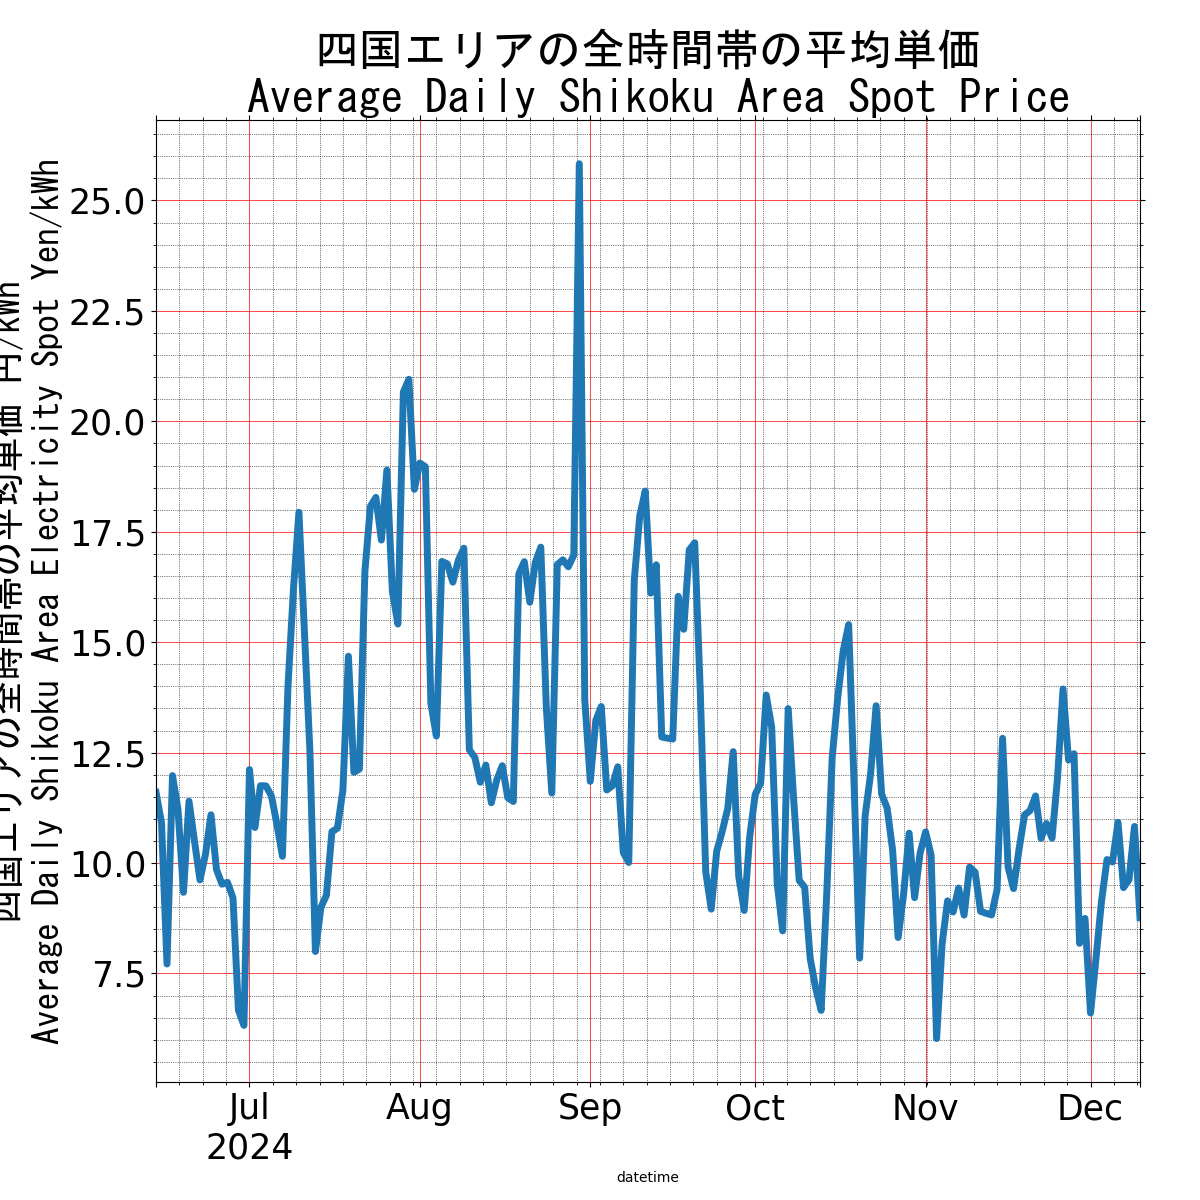 四国エリアの全時間帯の平均単価
Average Daily Shikoku Area Spot Price
四国エリアの全時間帯の平均単価 円/kWh
Average Daily Shikoku Area Electricity Spot Yen/kWh
25.0
22.5
20.0
17.5
15.0
12.5
10.0
7.5
Jul
2024
Aug
Sep
Oct
Nov
Dec
datetime